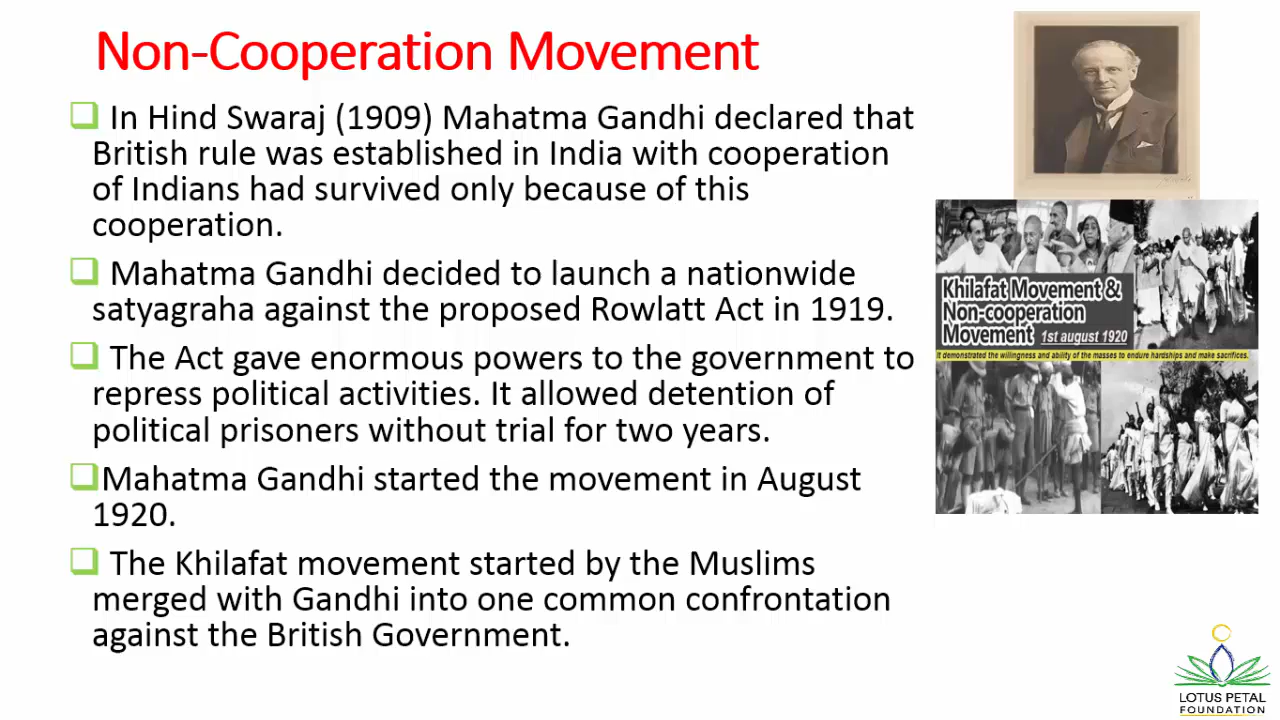 Non-Cooperation Movement
In Hind Swaraj (1909) Mahatma Gandhi declared that
British rule was established in India with cooperation
of Indians had survived only because of this
cooperation.
Mahatma Gandhi decided to launch a nationwide
satyagraha against the proposed Rowlatt Act in 1919.
The Act gave enormous powers to the government to
repress political activities. It allowed detention of
political prisoners without trial for two years.
Mahatma Gandhi started the movement in August
1920.
The Khilafat movement started by the Muslims
merged with Gandhi into one common confrontation
against the British Government.
Khilafat Movement &
Non-cooperation
Movement 1st august 1920
It demonstrated the willingness and ability of the masses to endure hardships and make sacrifices.
LOTUS PETAL
FOUNDATION